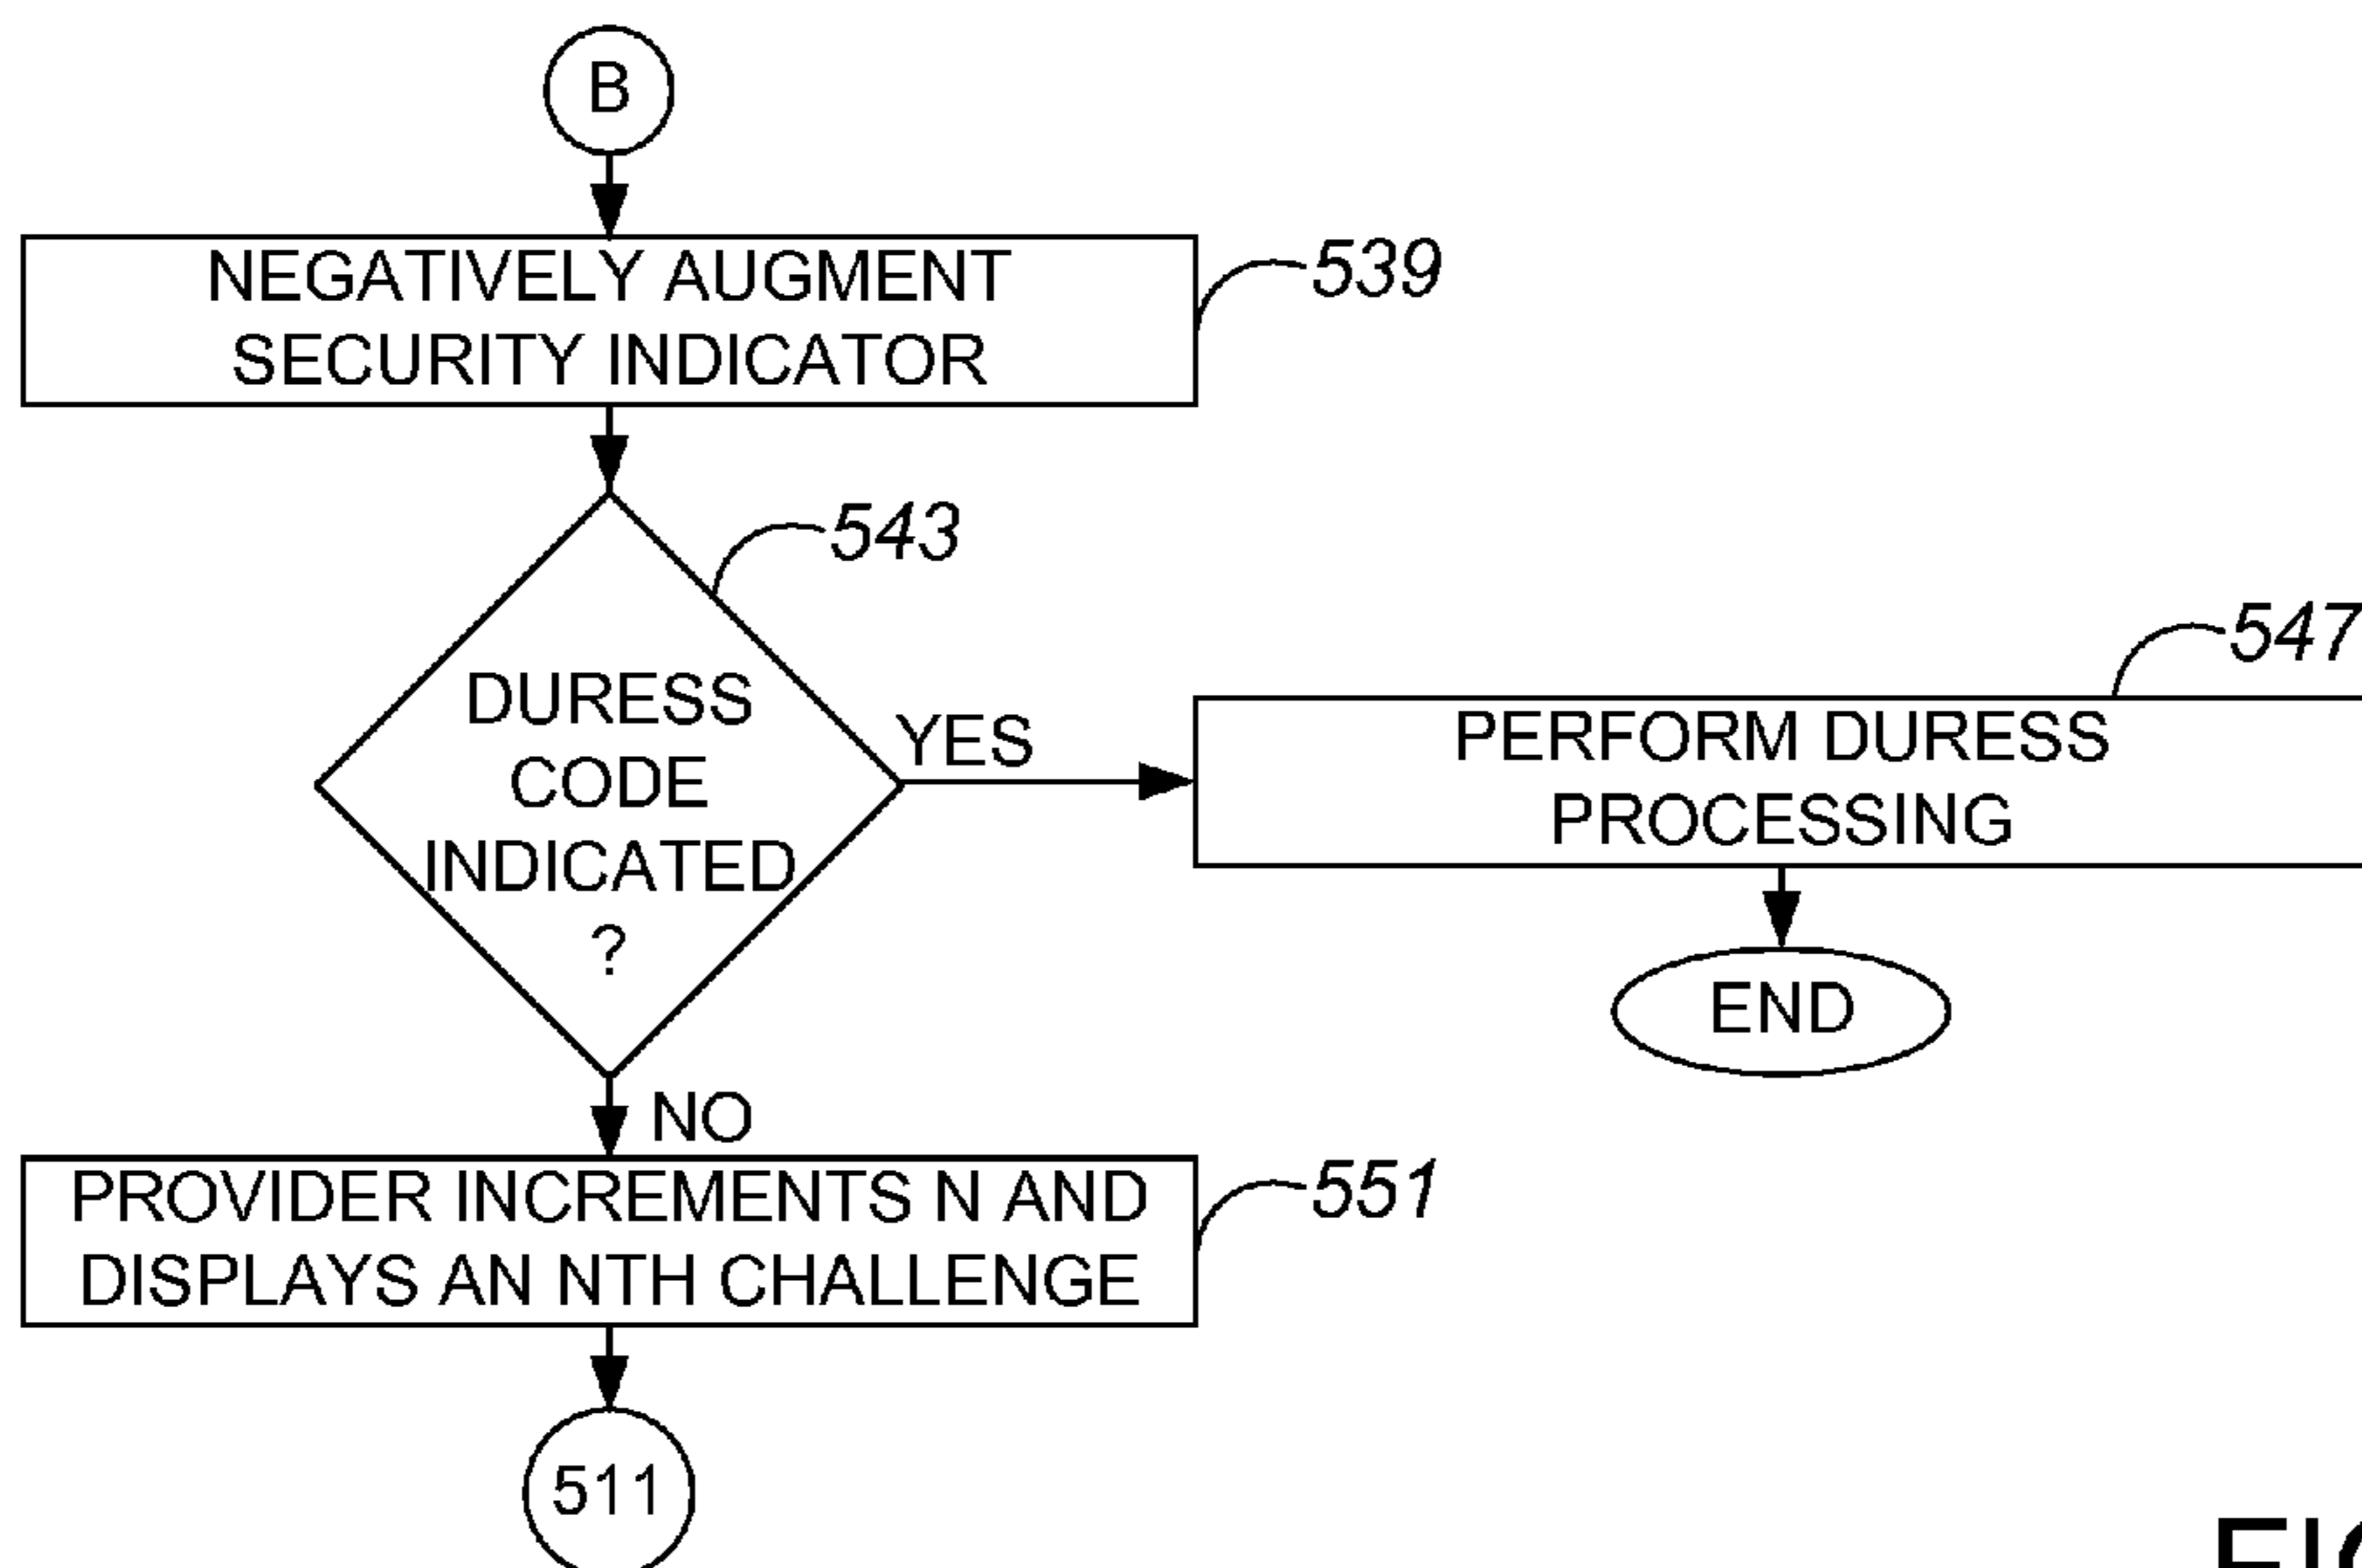 B
NEGATIVELY AUGMENT
SECURITY INDICATOR
539
543
DURESS
CODE
INDICATED
?
YES
547
PERFORM DURESS
PROCESSING
END
NO
PROVIDER INCREMENTS N AND
DISPLAYS AN NTH CHALLENGE
551
511